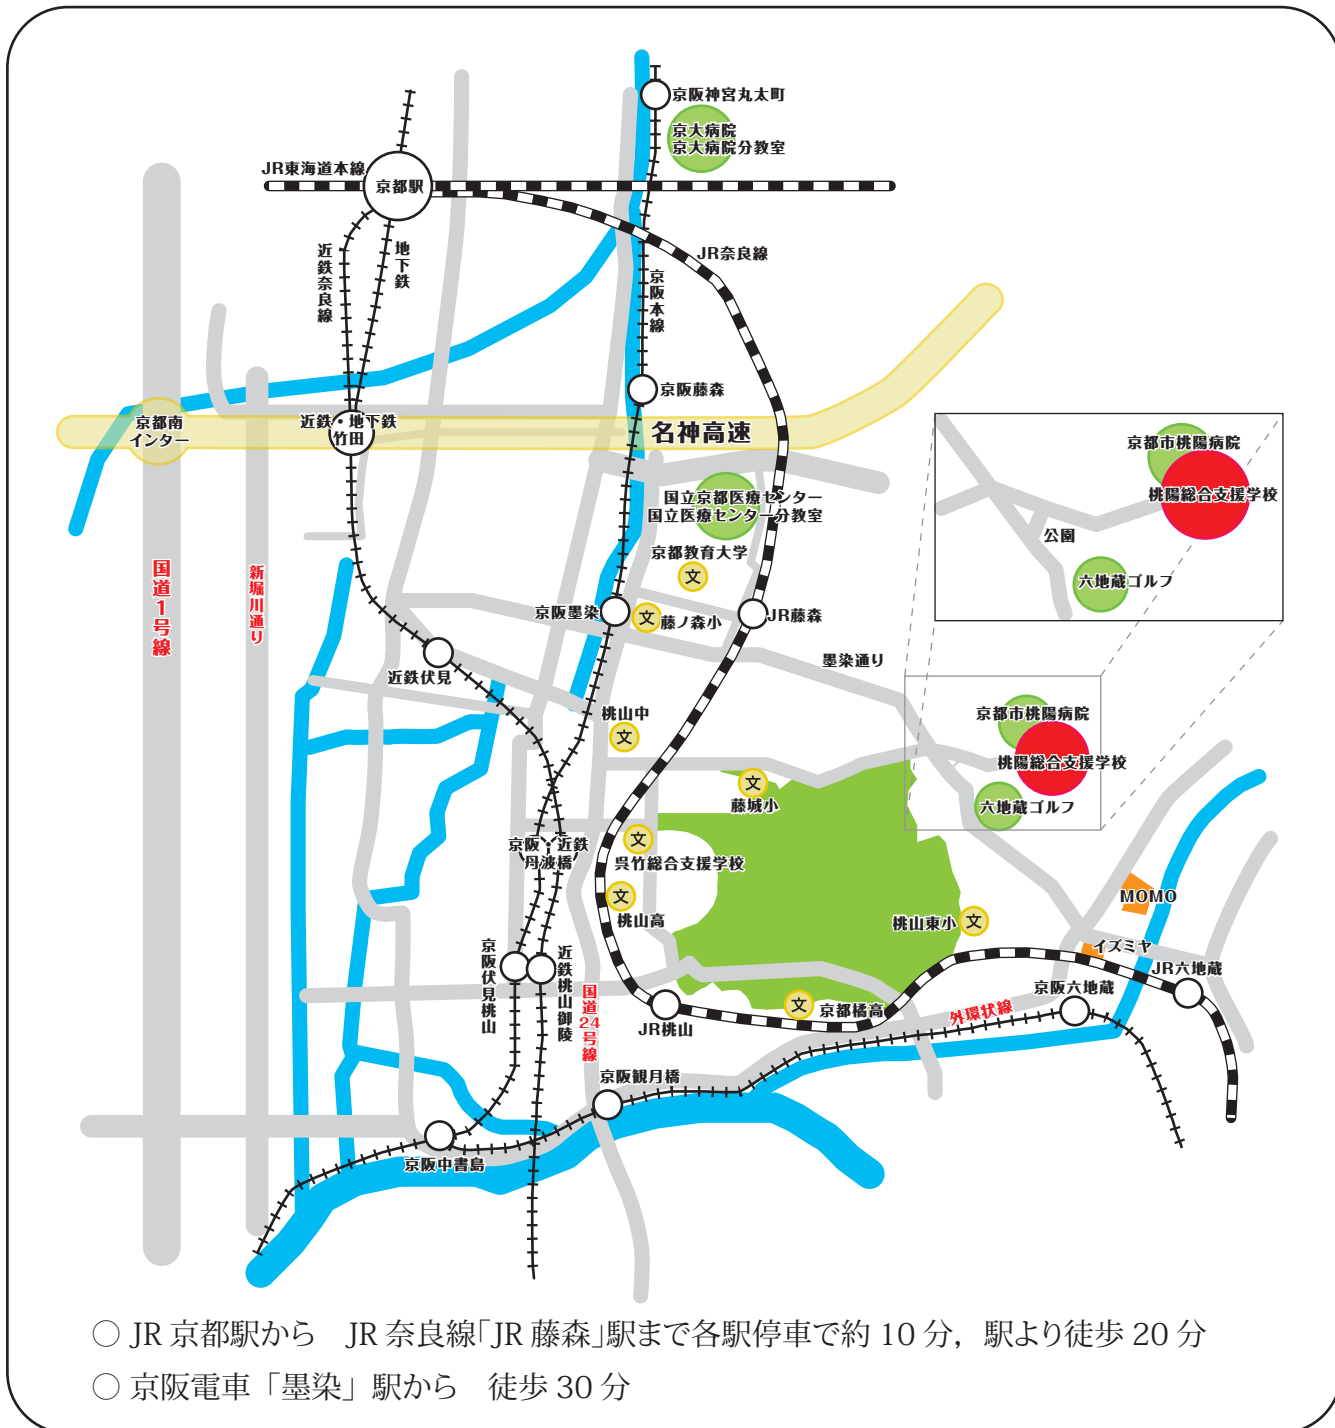 京阪神宮丸太町
京大病院
京大病院分教室
JR東海道本線
京都駅
JR奈良線
近鉄奈良線
地下鉄
京阪本線
京阪藤森
京都南
インター
近鉄・地下鉄
竹田
名神高速
国立京都医療センター
国立医療センター分教室
京都教育大学
文
京都市桃陽病院
桃陽総合支援学校
公園
六地蔵ゴルフ
国道1号線
新堀川通り
京阪墨染
文
藤ノ森小
JR藤森
墨染通り
近鉄伏見
桃山中
文
京都市桃陽病院
桃陽総合支援学校
六地蔵ゴルフ
文
藤城小
京阪・近鉄
丹波橋
文
呉竹総合支援学校
文
桃山高
桃山東小
文
MOMO
イズミヤ
JR六地蔵
京阪六地蔵
京阪伏見桃山
近鉄桃山御陵
国道24号線
JR桃山
文
京都橘高
外環状線
京阪観月橋
京阪中書島
○ JR 京都駅から　JR 奈良線「JR 藤森」駅まで各駅停車で約 10 分，駅より徒歩 20 分
○ 京阪電車「墨染」駅から　徒歩 30 分